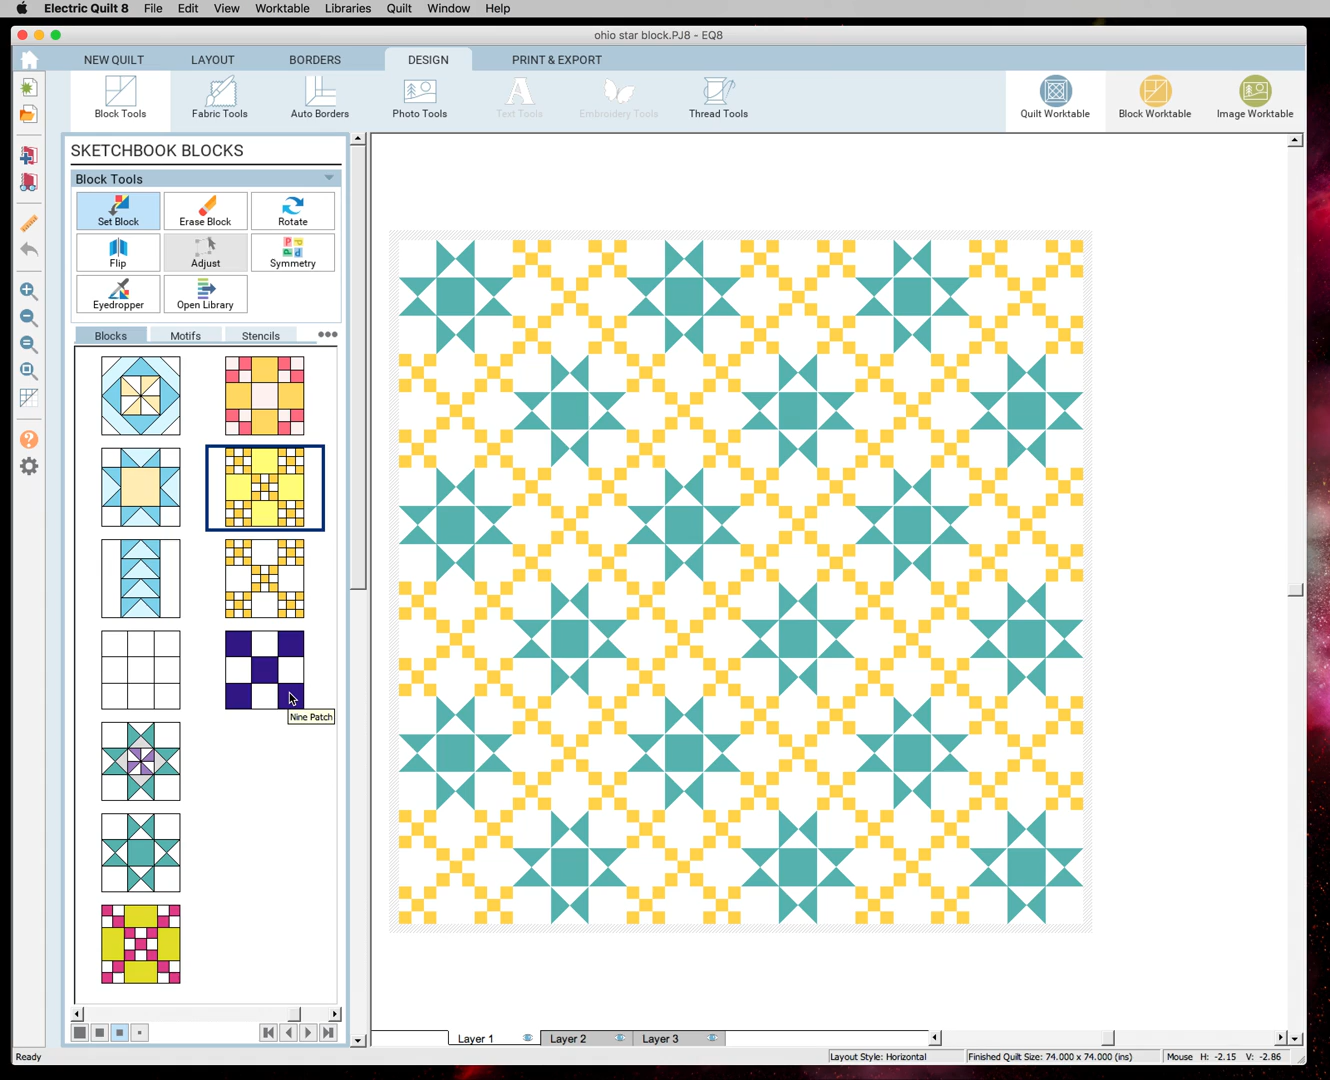 Electric Quilt 8 File Edit View Worktable Libraries Quilt Window Help
ohio star block.PJ8 - EQ8
NEW QUILT LAYOUT BORDERS DESIGN PRINT & EXPORT
Block Tools Fabric Tools Auto Borders Photo Tools Text Tools Embroidery Tools Thread Tools Quilt Worktable Block Worktable Image Worktable
SKETCHBOOK BLOCKS
Block Tools
Set Block Erase Block Rotate
Flip Adjust Symmetry
Eyedropper Open Library
Blocks Motifs Stencils
Nine Patch
Layer 1 Layer 2 Layer 3
Ready Layout Style: Horizontal Finished Quilt Size: 74.000 x 74.000 (ins) Mouse H: -2.15 V: -2.86